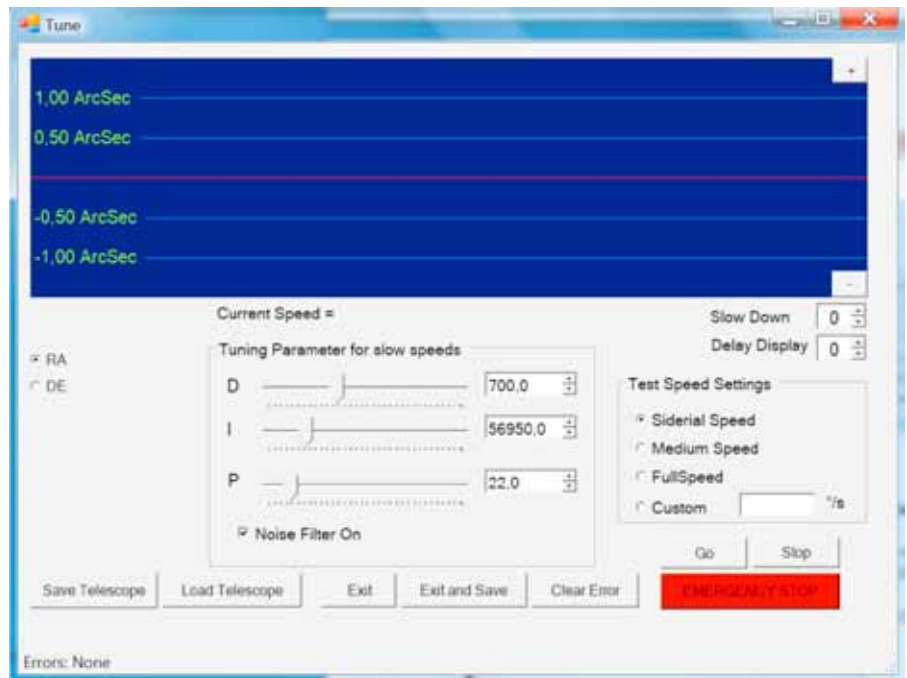 Tune
+
1,00 ArcSec
0,50 ArcSec
-0,50 ArcSec
-1,00 ArcSec
-
Current Speed =
Slow Down 0
Delay Display 0
RA
DE
Tuning Parameter for slow speeds
D 700,0
I 56950,0
P 22,0
Noise Filter On
Test Speed Settings
Siderial Speed
Medium Speed
FullSpeed
Custom °/s
Go Stop
Save Telescope Load Telescope Exit Exit and Save Clear Error EMERGENCY STOP
Errors: None